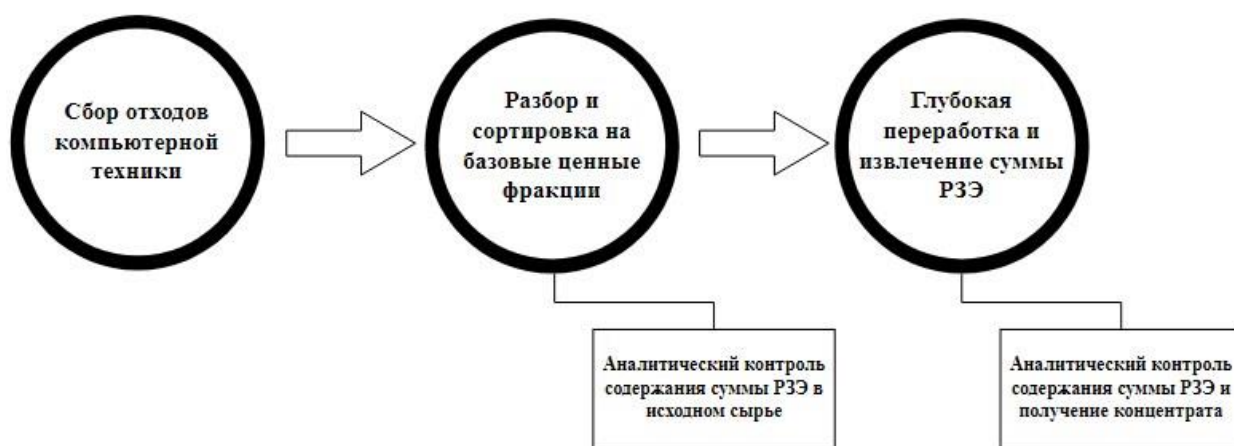 Сбор отходов
компьютерной
техники
Разбор и
сортировка на
базовые ценные
фракции
Глубокая
переработка и
извлечение суммы
РЗЭ
Аналитический контроль
содержания суммы РЗЭ в
исходном сырье
Аналитический контроль
содержания суммы РЗЭ и
получение концентрата